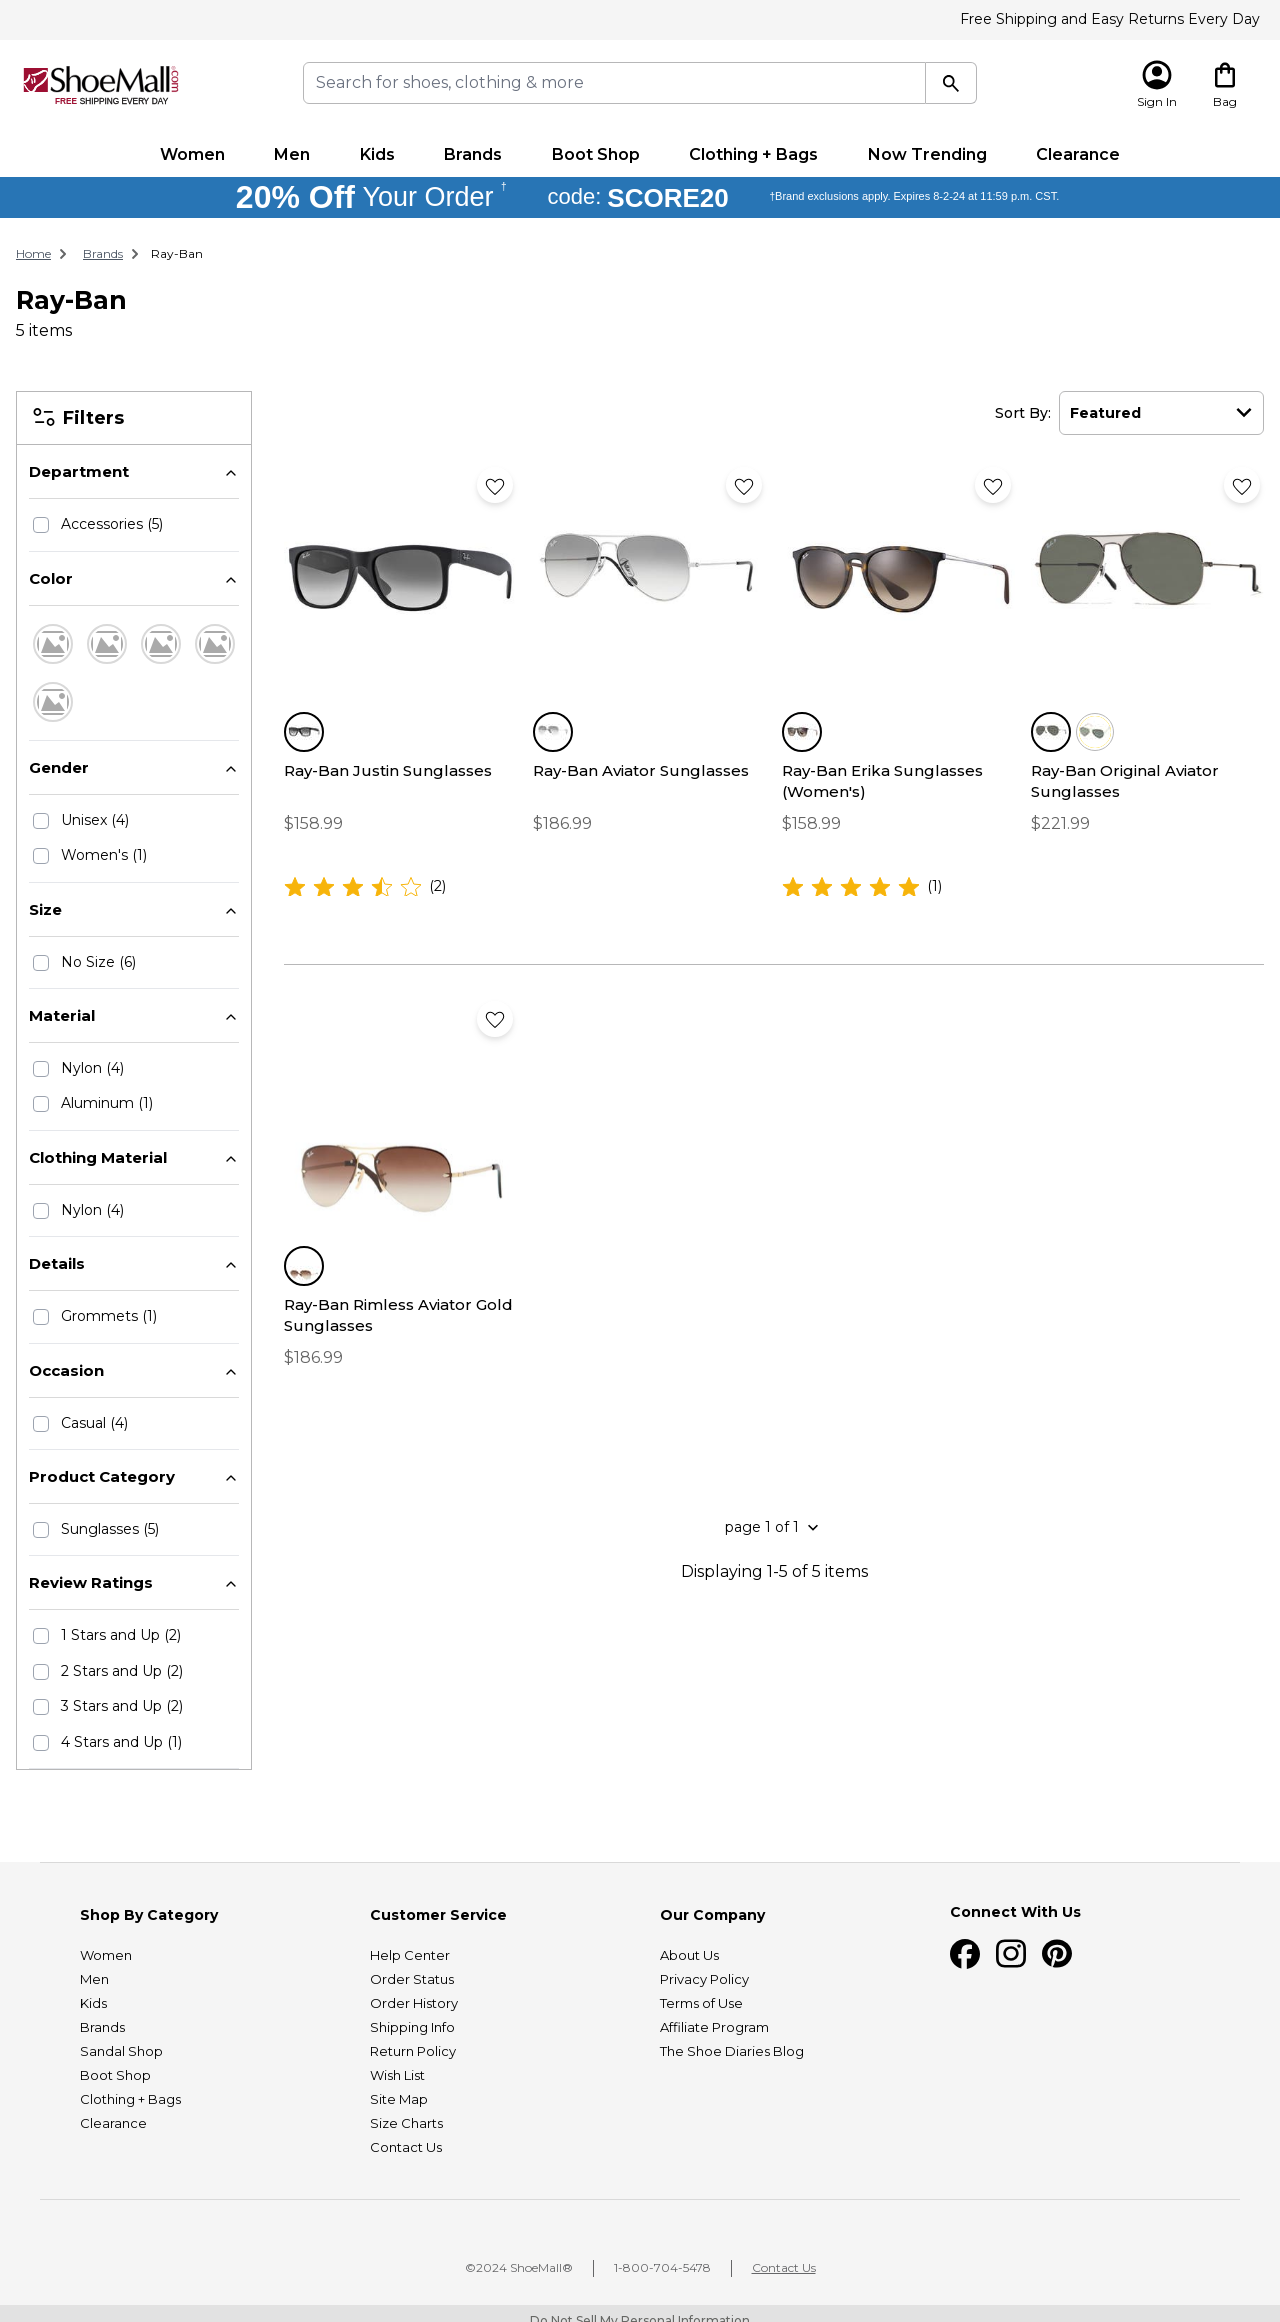 Free Shipping and Easy Returns Every Day
ShoeMall.com
FREE SHIPPING EVERY DAY
Search for shoes, clothing & more
Sign In
Bag
Women Men Kids Brands Boot Shop Clothing + Bags Now Trending Clearance
20% Off Your Order † code: SCORE20 †Brand exclusions apply. Expires 8-2-24 at 11:59 p.m. CST.
Home Brands Ray-Ban
Ray-Ban
5 items
Filters
Department
Accessories (5)
Color
Gender
Unisex (4)
Women's (1)
Size
No Size (6)
Material
Nylon (4)
Aluminum (1)
Clothing Material
Nylon (4)
Details
Grommets (1)
Occasion
Casual (4)
Product Category
Sunglasses (5)
Review Ratings
1 Stars and Up (2)
2 Stars and Up (2)
3 Stars and Up (2)
4 Stars and Up (1)
Sort By: Featured
Ray-Ban Justin Sunglasses
$158.99
(2)
Ray-Ban Aviator Sunglasses
$186.99
Ray-Ban Erika Sunglasses
(Women's)
$158.99
(1)
Ray-Ban Original Aviator
Sunglasses
$221.99
Ray-Ban Rimless Aviator Gold
Sunglasses
$186.99
page 1 of 1
Displaying 1-5 of 5 items
Shop By Category
Women
Men
Kids
Brands
Sandal Shop
Boot Shop
Clothing + Bags
Clearance
Customer Service
Help Center
Order Status
Order History
Shipping Info
Return Policy
Wish List
Site Map
Size Charts
Contact Us
Our Company
About Us
Privacy Policy
Terms of Use
Affiliate Program
The Shoe Diaries Blog
Connect With Us
©2024 ShoeMall® 1-800-704-5478 Contact Us
Do Not Sell My Personal Information